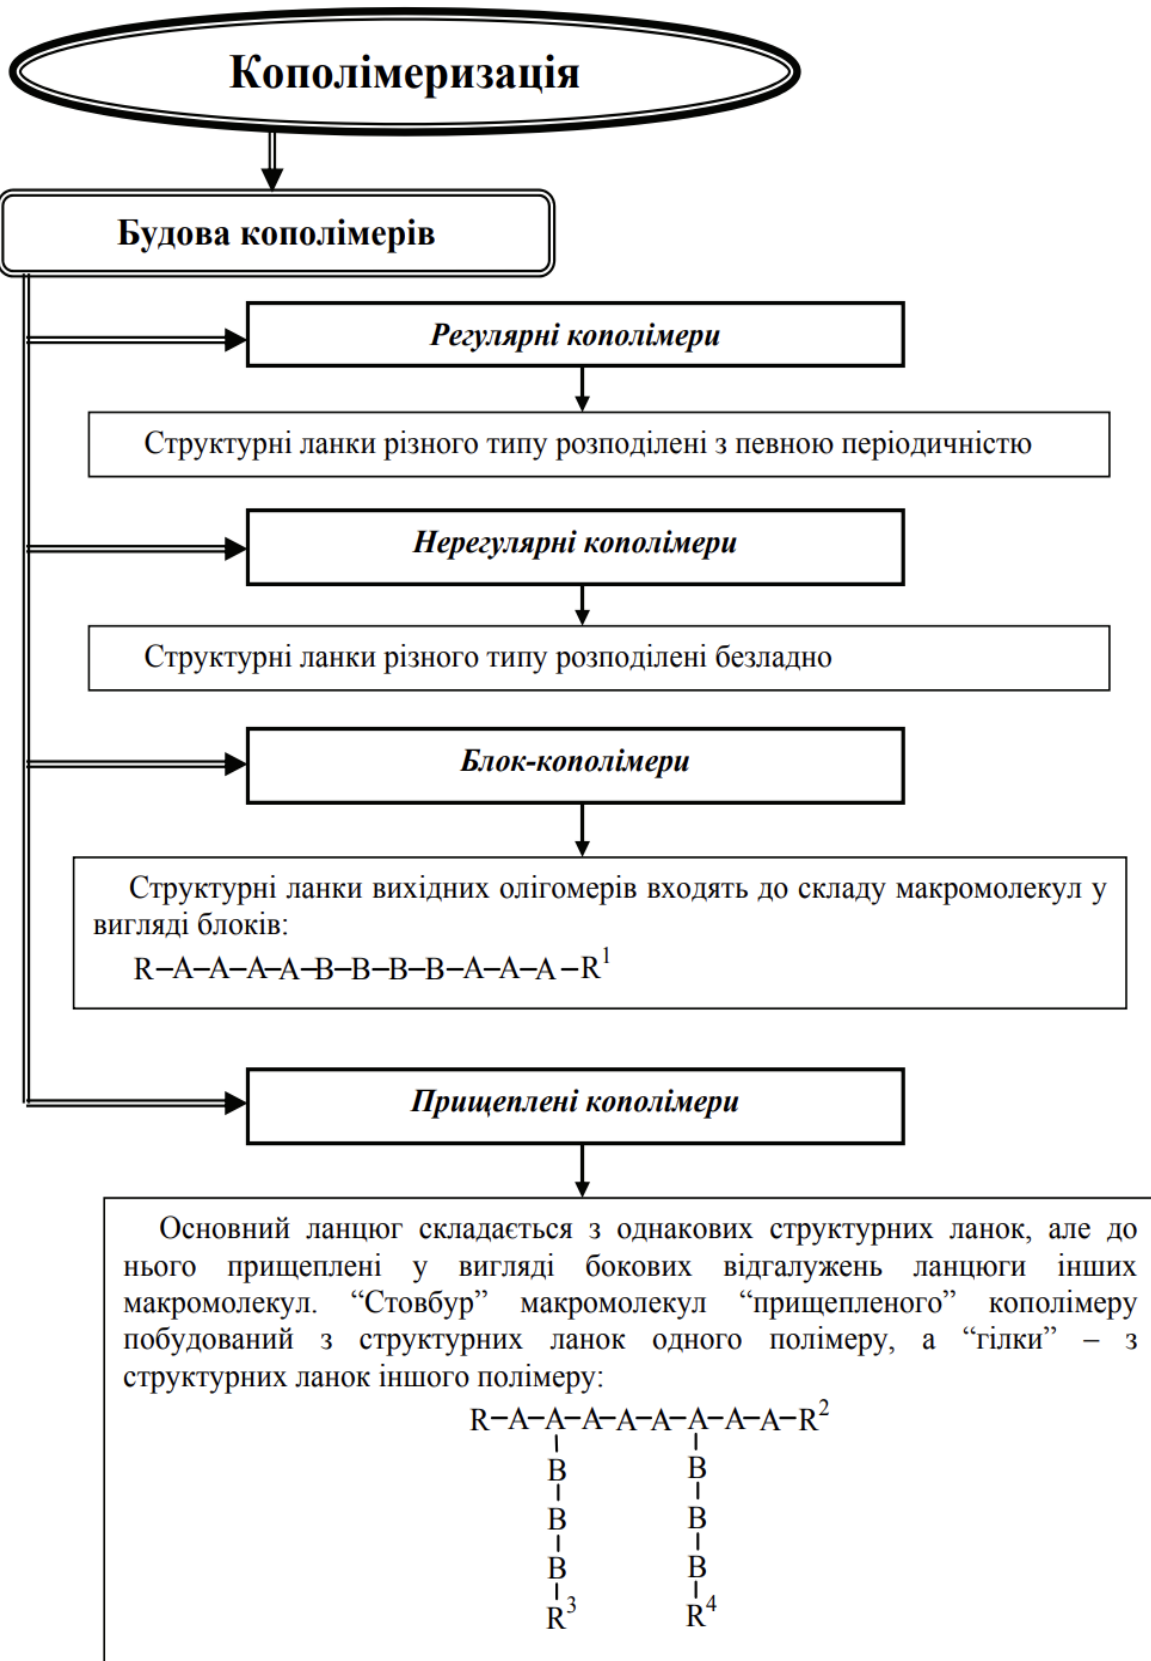 Кополімеризація
Будова кополімерів
Регулярні кополімери
Структурні ланки різного типу розподілені з певною періодичністю
Нерегулярні кополімери
Структурні ланки різного типу розподілені безладно
Блок-кополімери
Структурні ланки вихідних олігомерів входять до складу макромолекул у
вигляді блоків:
R–A–A–A–A–B–B–B–B–A–A–A–R¹
Прищеплені кополімери
Основний ланцюг складається з однакових структурних ланок, але до
нього прищеплені у вигляді бокових відгалужень ланцюги інших
макромолекул. “Стовбур” макромолекул “прищепленого” кополімеру
побудований з структурних ланок одного полімеру, а “гілки” – з
структурних ланок іншого полімеру:
R–A–A–A–A–A–A–A–A–R²
B B
B B
B B
R³ R⁴